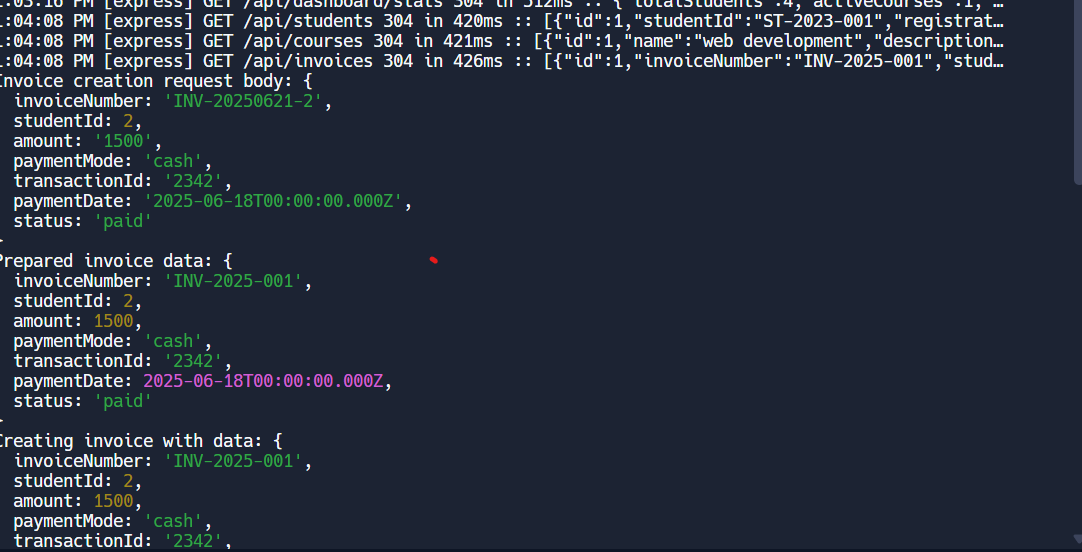 1:03:16 PM [express] GET /api/dashboard/stats 304 in 512ms :: {"totalStudents":4,"activeCourses":1,"…
1:04:08 PM [express] GET /api/students 304 in 420ms :: [{"id":1,"studentId":"ST-2023-001","registrat…
1:04:08 PM [express] GET /api/courses 304 in 421ms :: [{"id":1,"name":"web development","description…
1:04:08 PM [express] GET /api/invoices 304 in 426ms :: [{"id":1,"invoiceNumber":"INV-2025-001","stud…
Invoice creation request body: {
invoiceNumber: 'INV-20250621-2',
studentId: 2,
amount: '1500',
paymentMode: 'cash',
transactionId: '2342',
paymentDate: '2025-06-18T00:00:00.000Z',
status: 'paid'
}
Prepared invoice data: {
invoiceNumber: 'INV-2025-001',
studentId: 2,
amount: 1500,
paymentMode: 'cash',
transactionId: '2342',
paymentDate: 2025-06-18T00:00:00.000Z,
status: 'paid'
}
Creating invoice with data: {
invoiceNumber: 'INV-2025-001',
studentId: 2,
amount: 1500,
paymentMode: 'cash',
transactionId: '2342',